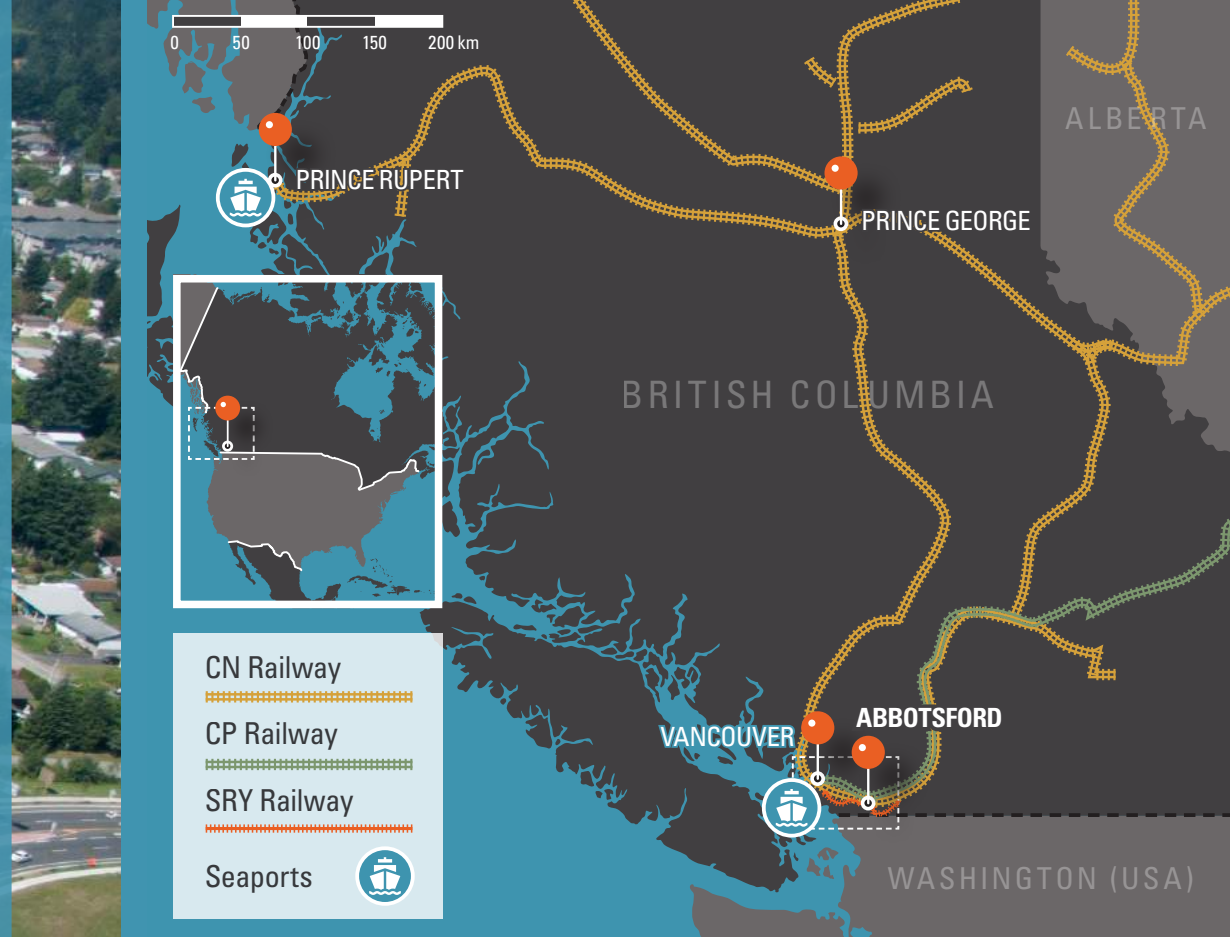 0 50 100 150 200 km
ALBERTA
PRINCE RUPERT
PRINCE GEORGE
BRITISH COLUMBIA
CN Railway
CP Railway
SRY Railway
Seaports
VANCOUVER
ABBOTSFORD
WASHINGTON (USA)